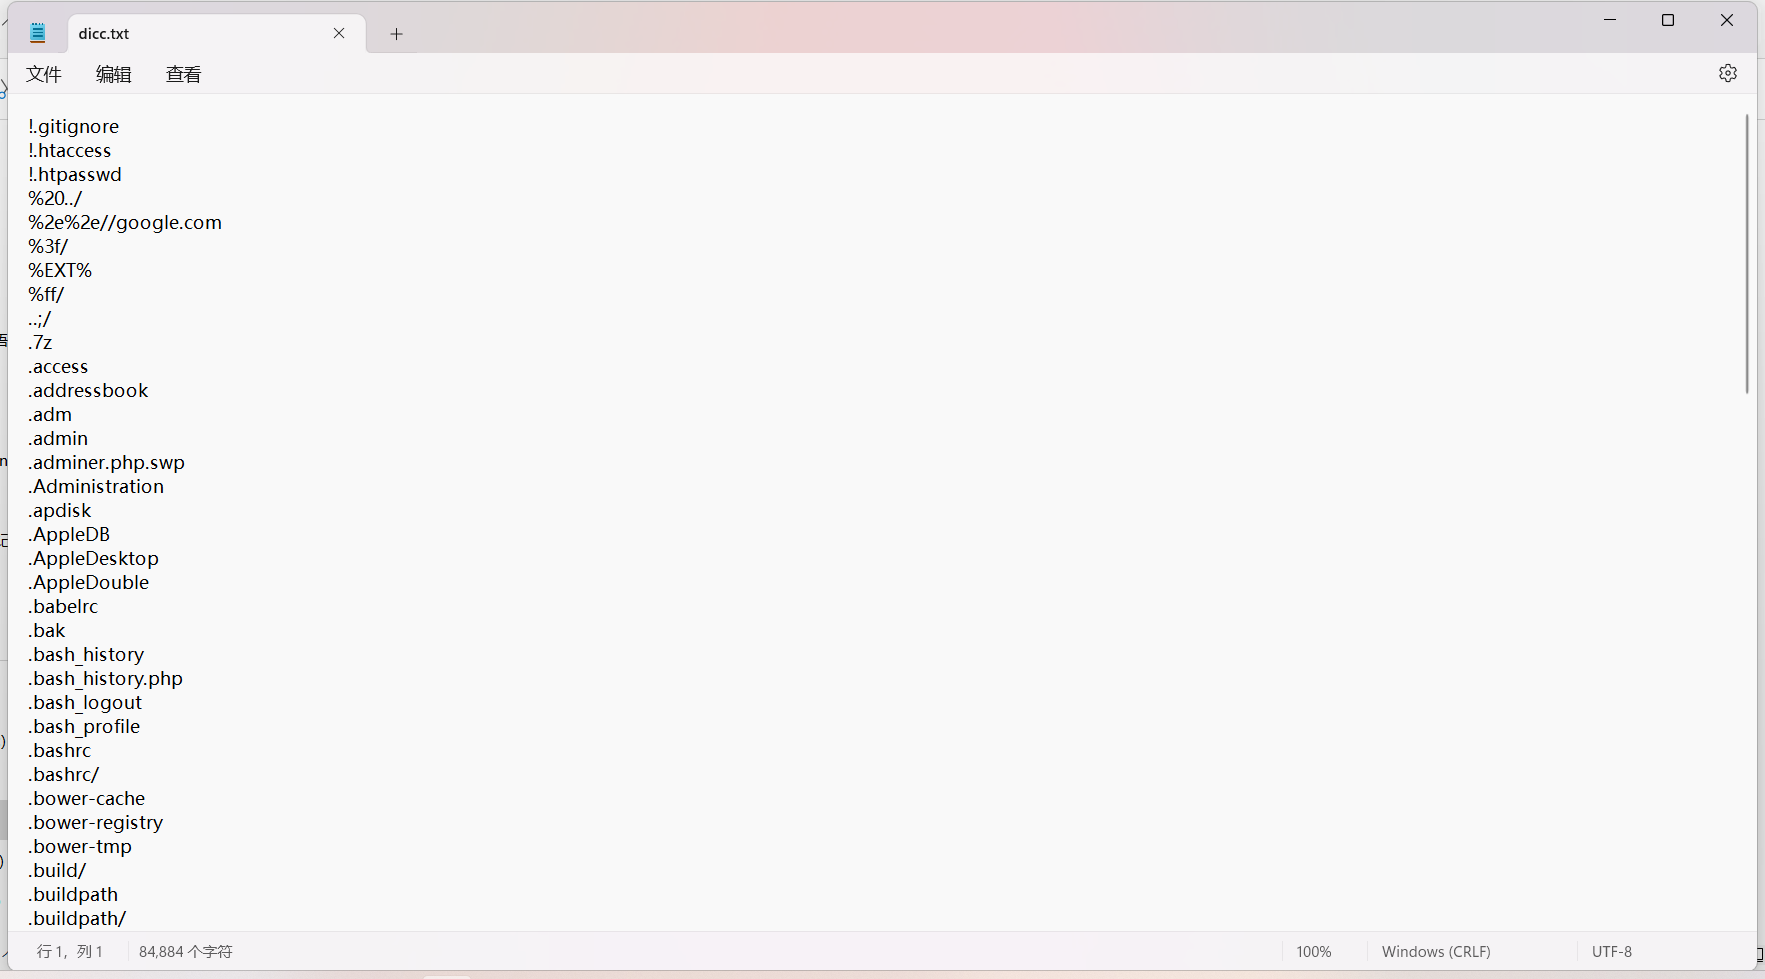 dicc.txt
文件 编辑 查看
!.gitignore
!.htaccess
!.htpasswd
%20../
%2e%2e//google.com
%3f/
%EXT%
%ff/
..;/
.7z
.access
.addressbook
.adm
.admin
.adminer.php.swp
.Administration
.apdisk
.AppleDB
.AppleDesktop
.AppleDouble
.babelrc
.bak
.bash_history
.bash_history.php
.bash_logout
.bash_profile
.bashrc
.bashrc/
.bower-cache
.bower-registry
.bower-tmp
.build/
.buildpath
.buildpath/
行 1，列 1 84,884 个字符 100% Windows (CRLF) UTF-8